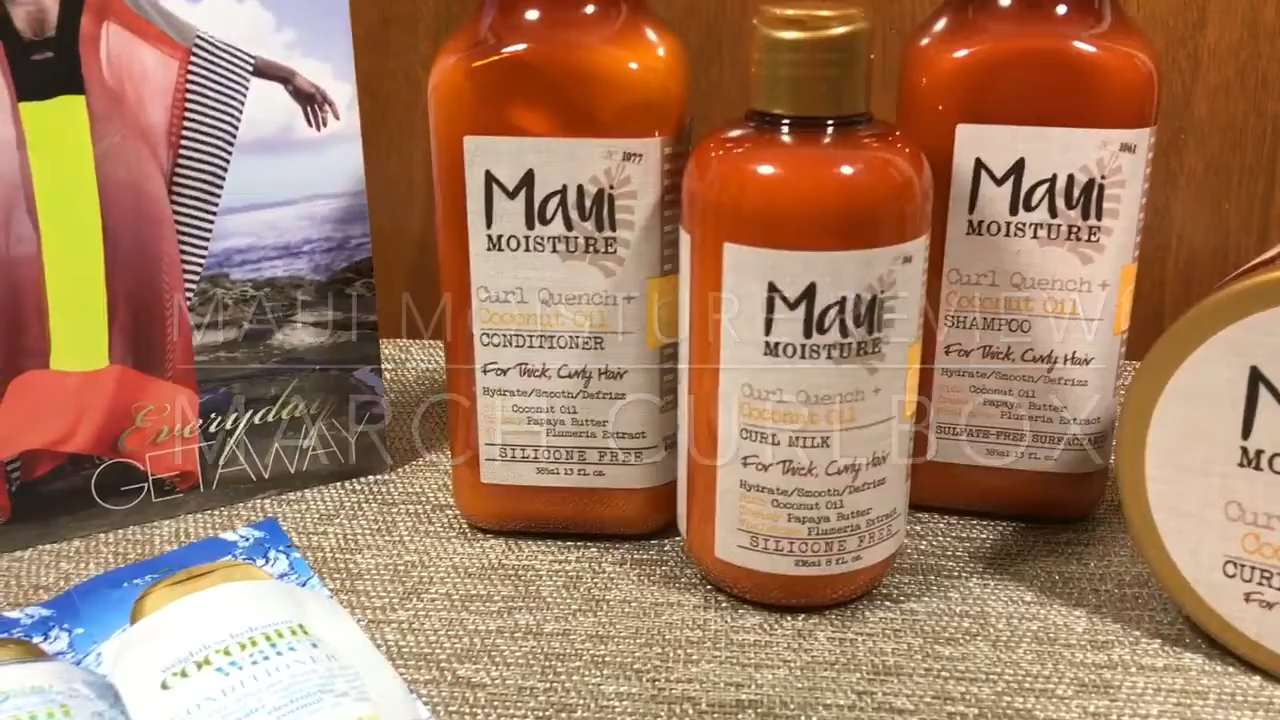 MAUI MOISTURE REVIEW
MARCH CURLBOX
Everyday
GETAWAY
1077
Maui
MOISTURE
Curl Quench +
Coconut Oil
CONDITIONER
For Thick, Curly Hair
Hydrate/Smooth/Defrizz
Coconut Oil
Papaya Butter
Plumeria Extract
SILICONE FREE
385ml 13 fl. oz.
Maui
MOISTURE
Curl Quench +
Coconut Oil
CURL MILK
For Thick, Curly Hair
Hydrate/Smooth/Defrizz
Coconut Oil
Papaya Butter
Plumeria Extract
SILICONE FREE
236ml 8 fl. oz.
Maui
MOISTURE
Curl Quench +
Coconut Oil
SHAMPOO
For Thick, Curly Hair
Hydrate/Smooth/Defrizz
Coconut Oil
Papaya Butter
Plumeria Extract
SULFATE-FREE
385ml 13 fl. oz.
For
weightless hydration
coconut
water
CONDITIONER